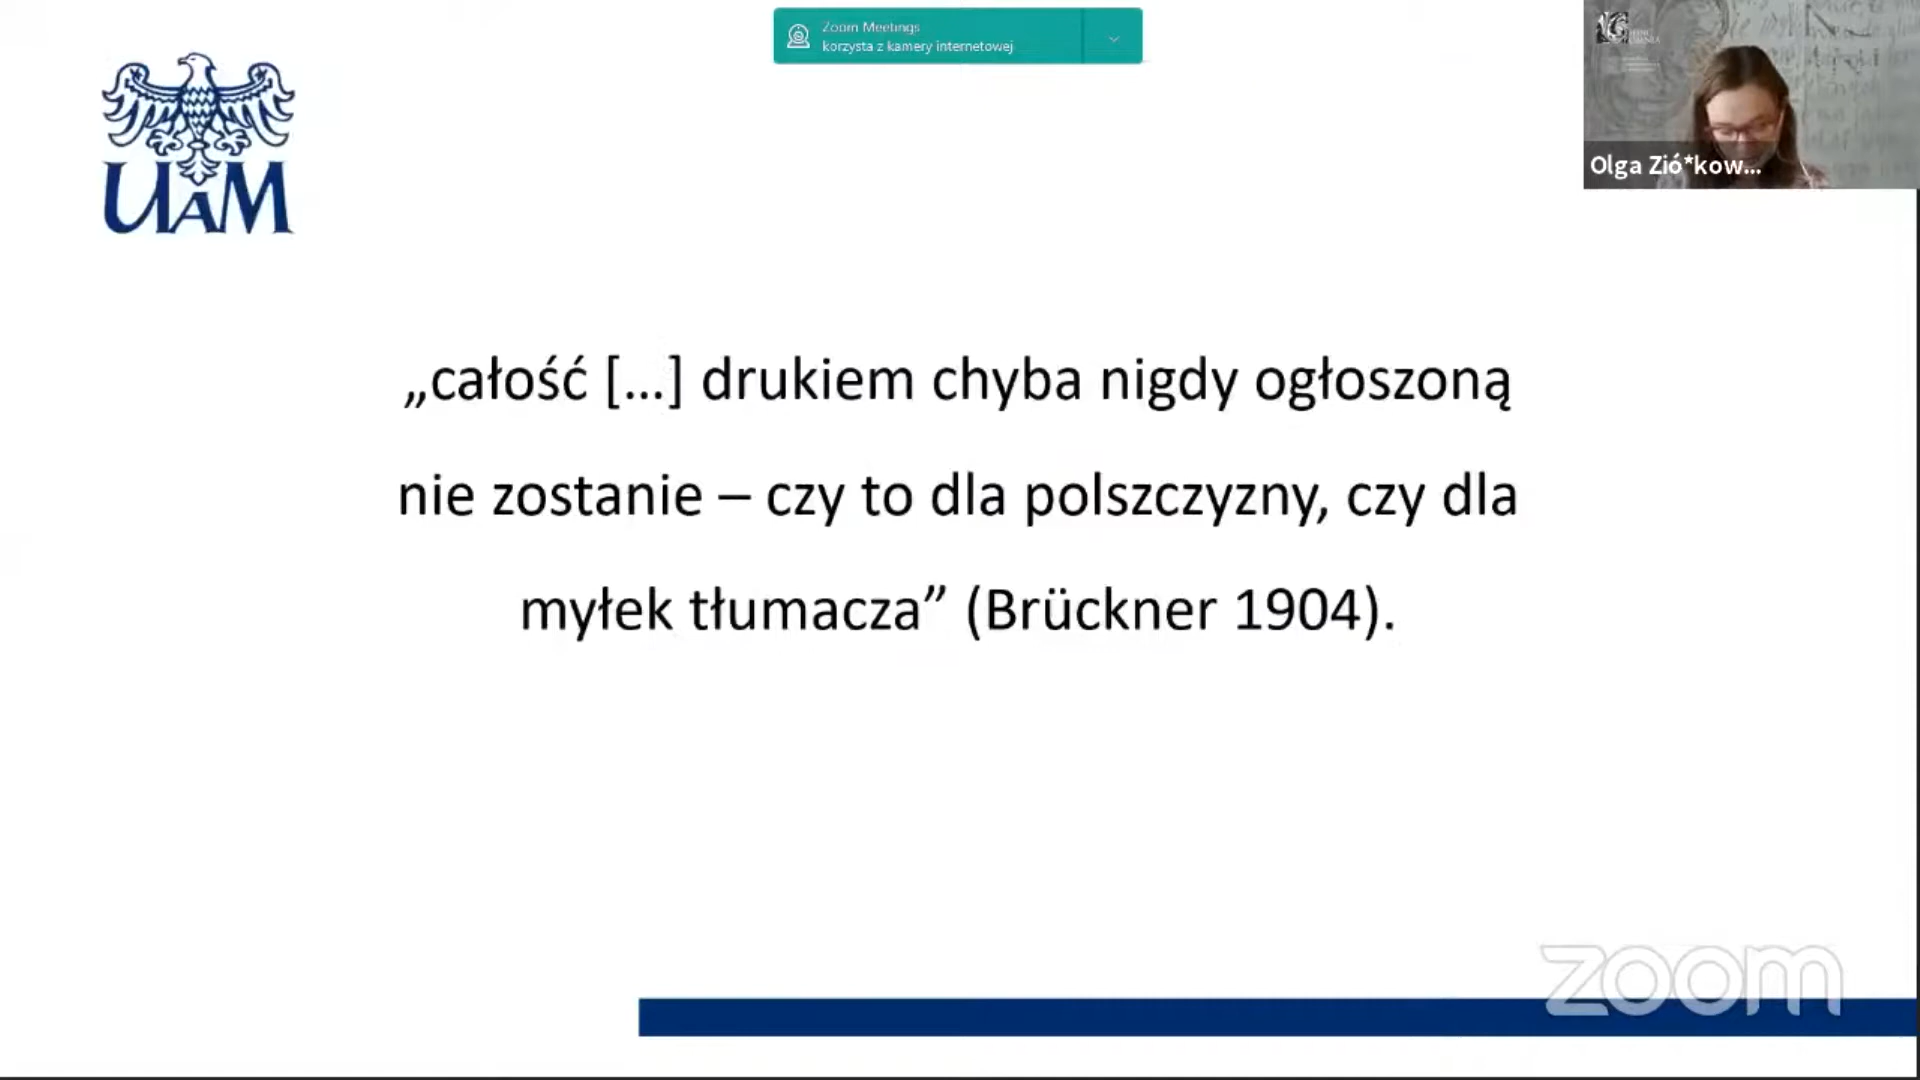 Zoom Meetings
korzysta z kamery internetowej
UAM
Olga Zió*kow...
„całość [...] drukiem chyba nigdy ogłoszoną
nie zostanie – czy to dla polszczyzny, czy dla
myłek tłumacza” (Brückner 1904).
zoom